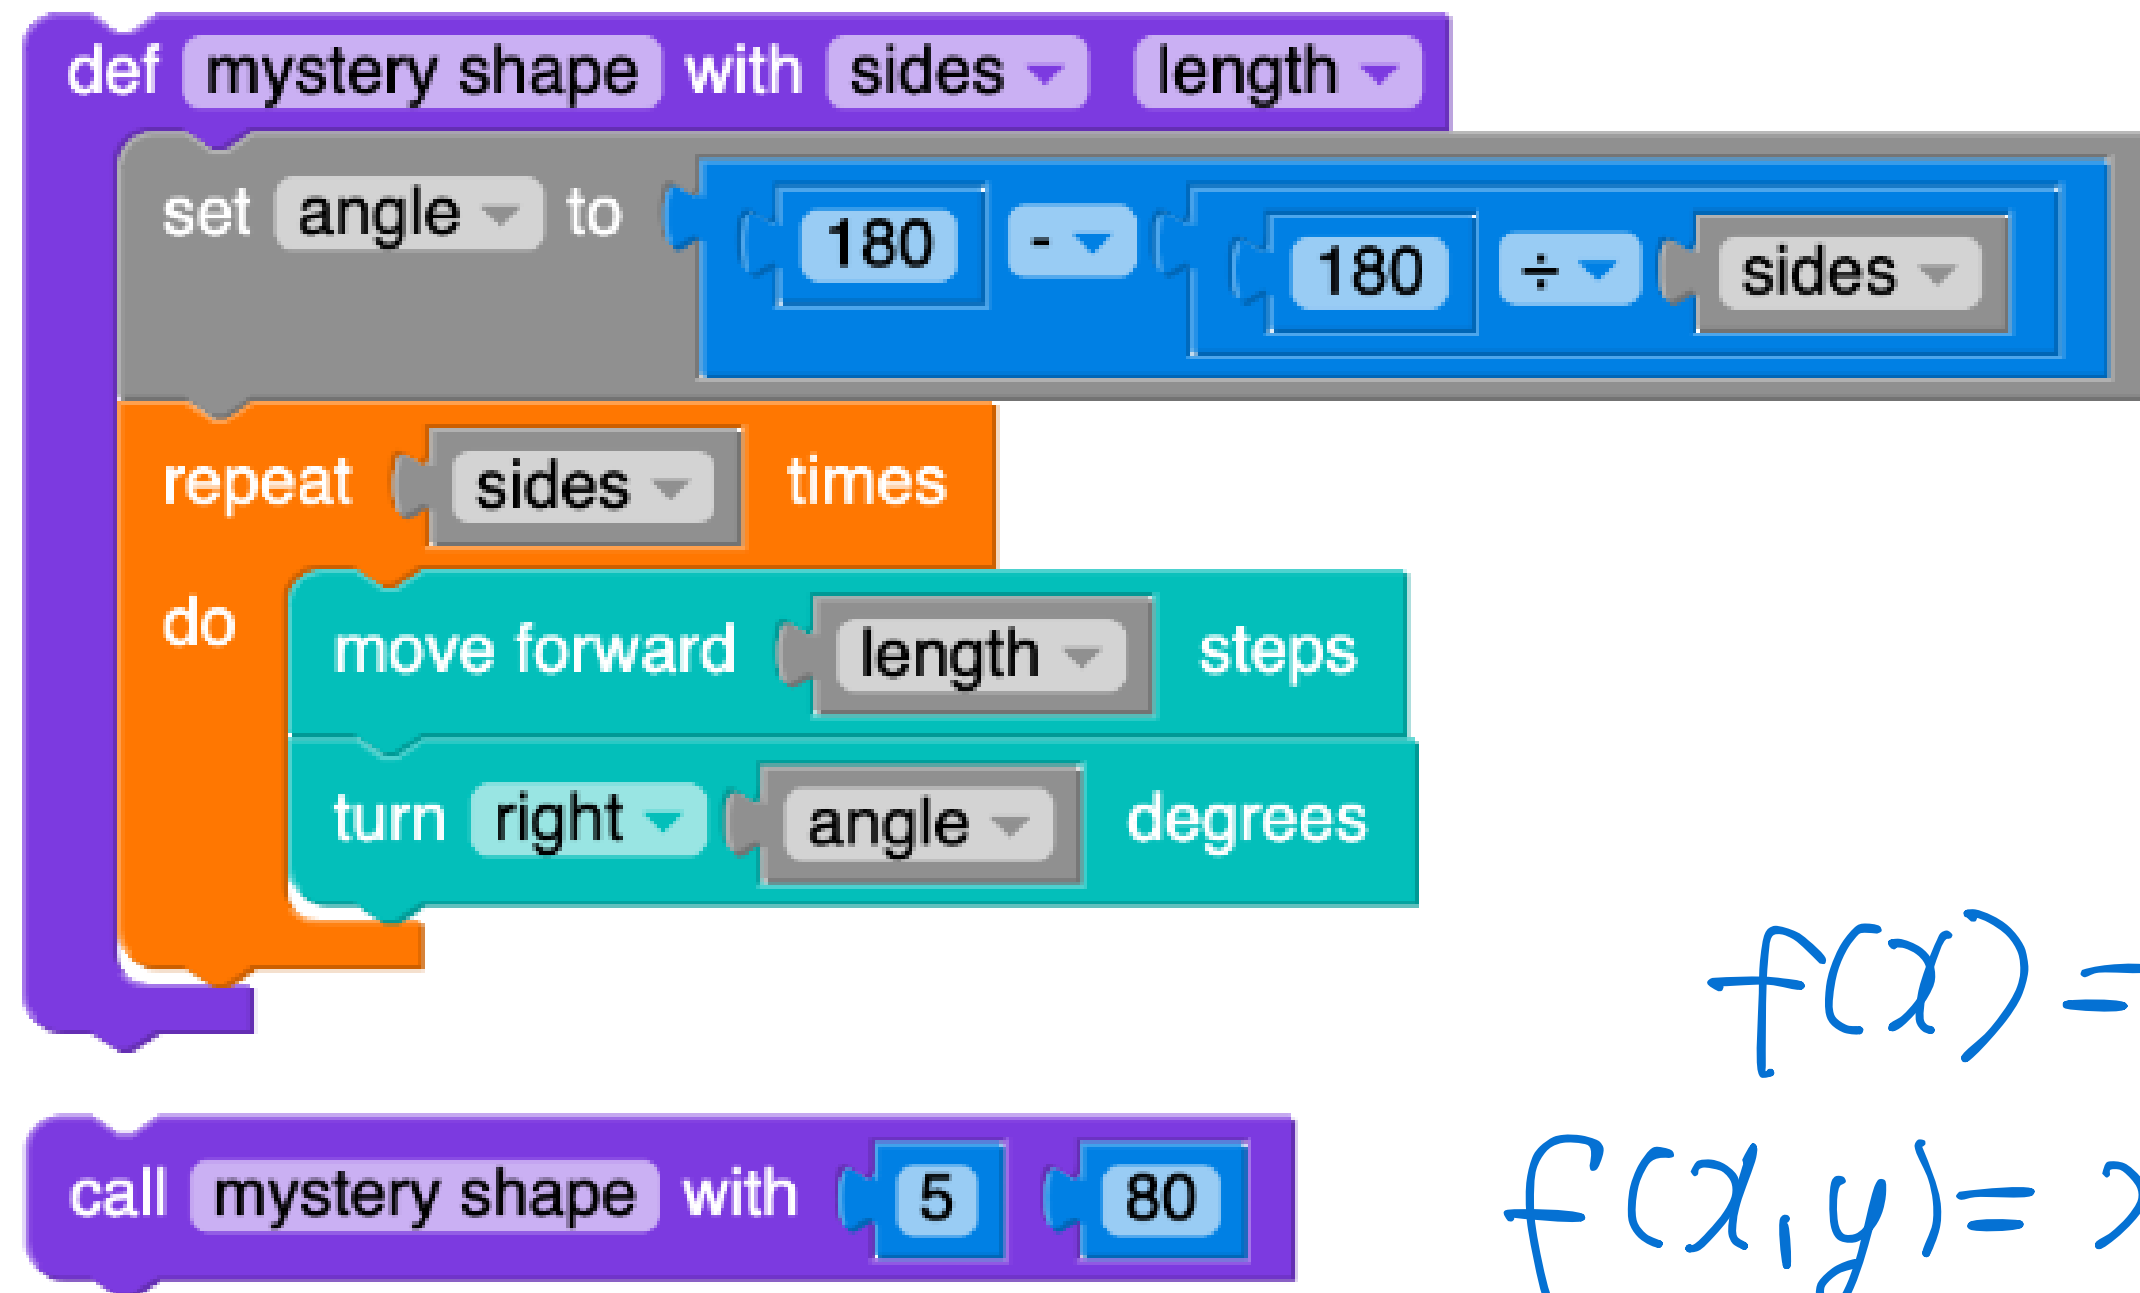 def mystery shape with sides length
set angle to 180 - 180 ÷ sides
repeat sides times
do
move forward length steps
turn right angle degrees
f(x) =
call mystery shape with 5 80
f(x,y)=